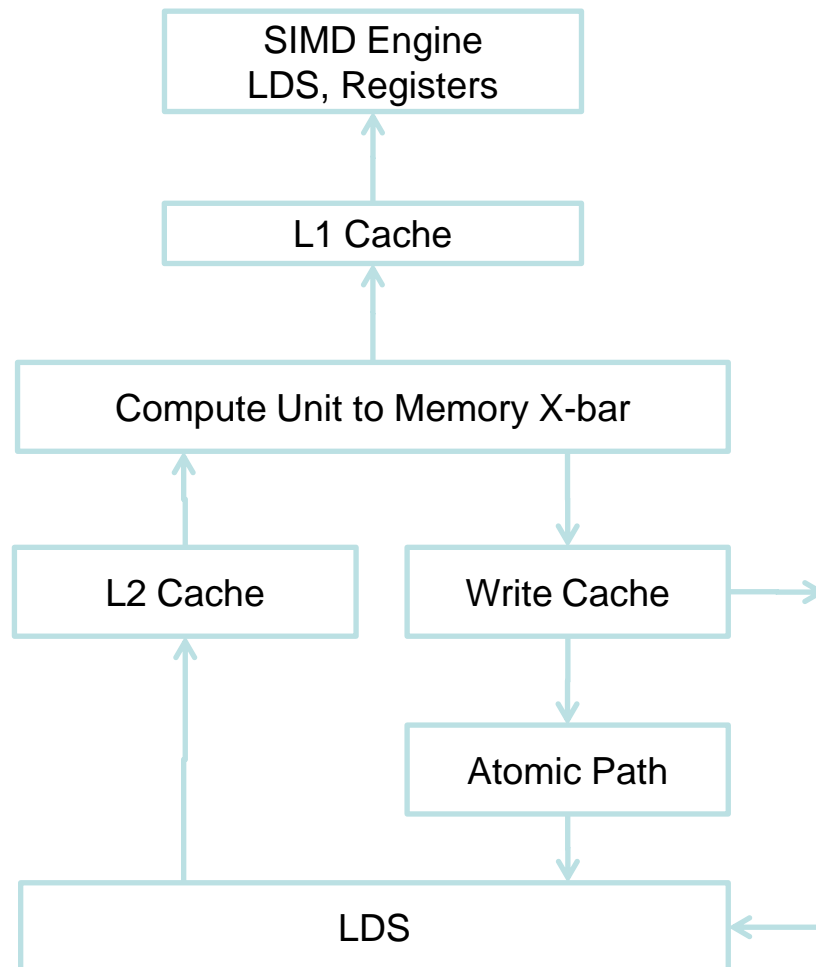 SIMD Engine
LDS, Registers
L1 Cache
Compute Unit to Memory X-bar
L2 Cache
Write Cache
Atomic Path
LDS